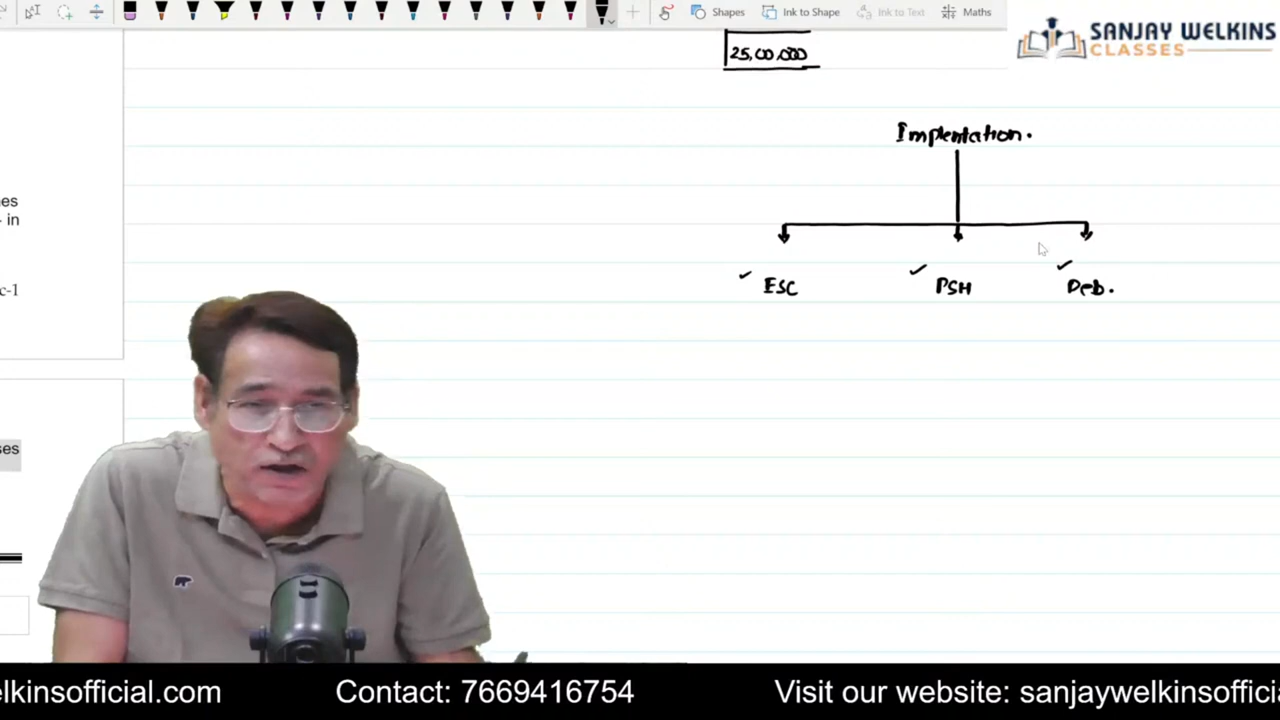 Shapes Ink to Shape Ink to Text Maths
SANJAY WELKINS
CLASSES
25,00,000
Implentation.
ESC PSH Deb.
es
- in
c-1
ses
elkinsofficial.com Contact: 7669416754 Visit our website: sanjaywelkinsoffici